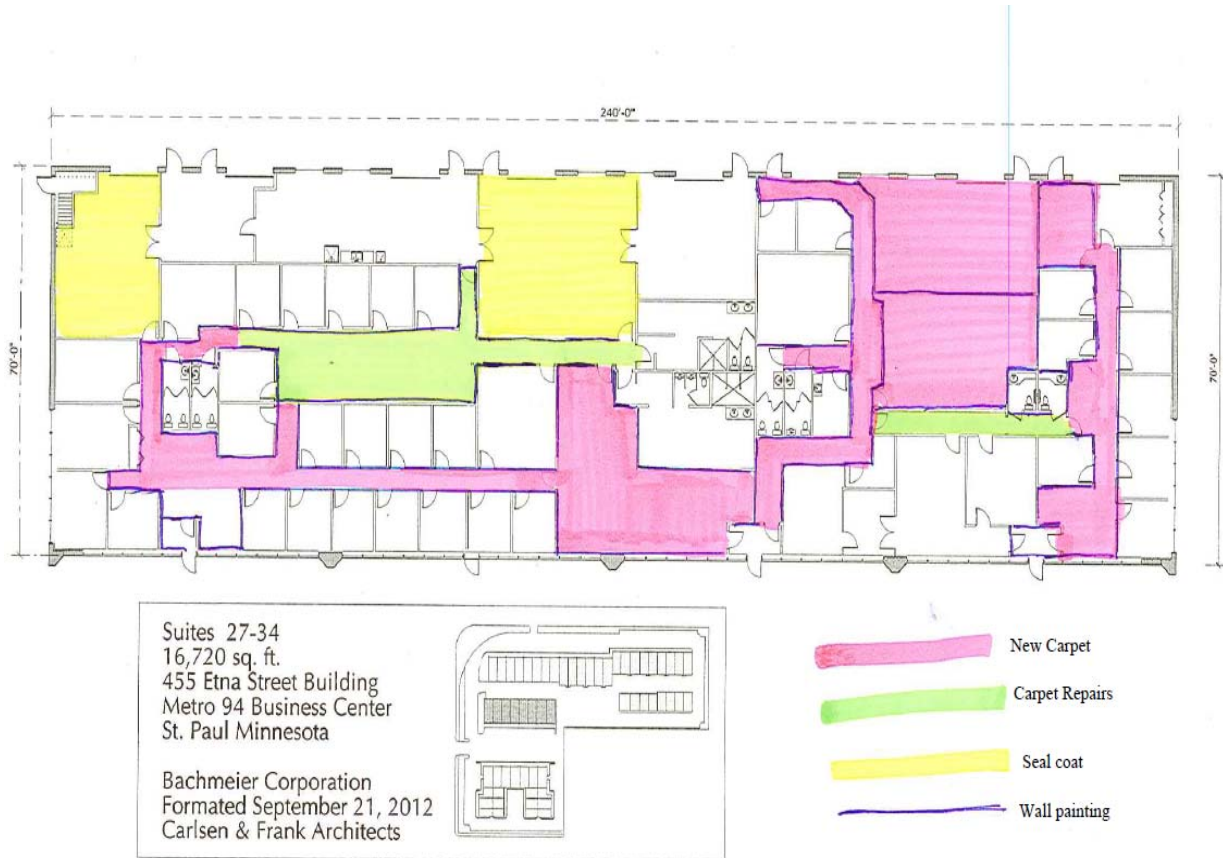 240'-0"
70'-0"
70'-0"
Suites 27-34
16,720 sq. ft.
455 Etna Street Building
Metro 94 Business Center
St. Paul Minnesota
Bachmeier Corporation
Formated September 21, 2012
Carlsen & Frank Architects
New Carpet
Carpet Repairs
Seal coat
Wall painting